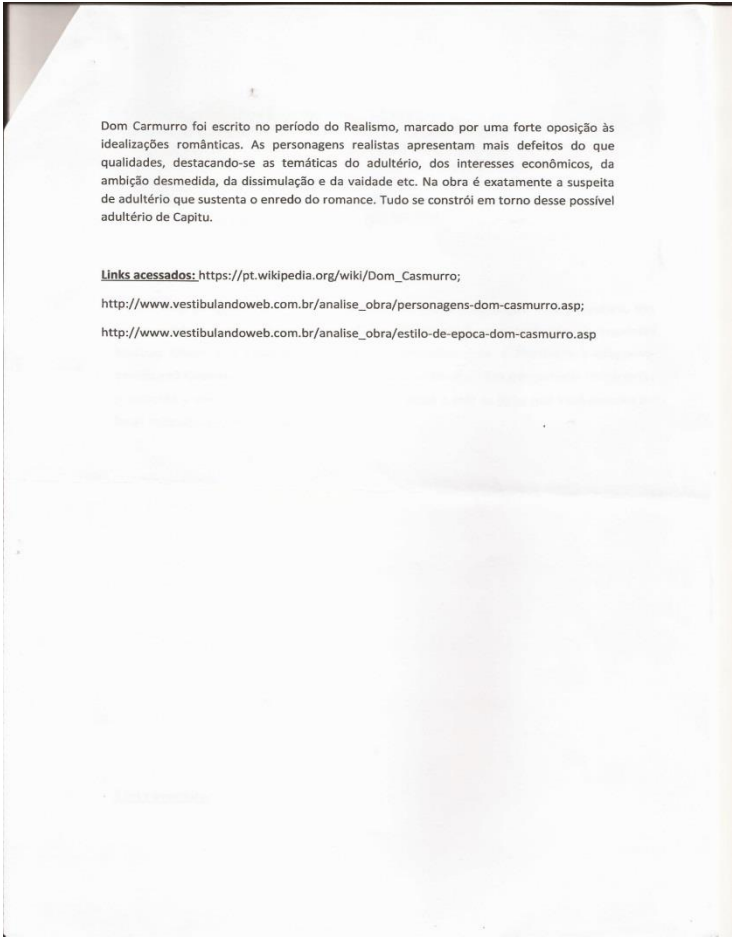 Dom Carmurro foi escrito no período do Realismo, marcado por uma forte oposição às
idealizações românticas. As personagens realistas apresentam mais defeitos do que
qualidades, destacando-se as temáticas do adultério, dos interesses econômicos, da
ambição desmedida, da dissimulação e da vaidade etc. Na obra é exatamente a suspeita
de adultério que sustenta o enredo do romance. Tudo se constrói em torno desse possível
adultério de Capitu.
Links acessados: https://pt.wikipedia.org/wiki/Dom_Casmurro;
http://www.vestibulandoweb.com.br/analise_obra/personagens-dom-casmurro.asp;
http://www.vestibulandoweb.com.br/analise_obra/estilo-de-epoca-dom-casmurro.asp